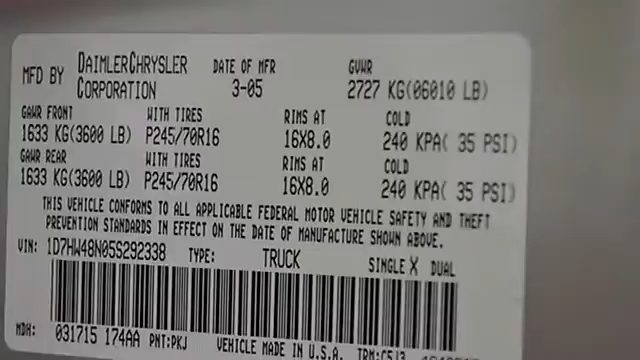 MFD BY DAIMLERCHRYSLER CORPORATION DATE OF MFR 3-05 GVWR 2727 KG(06010 LB)
GAWR FRONT WITH TIRES RIMS AT COLD
1633 KG(3600 LB) P245/70R16 16X8.0 240 KPA( 35 PSI)
GAWR REAR WITH TIRES RIMS AT COLD
1633 KG(3600 LB) P245/70R16 16X8.0 240 KPA( 35 PSI)
THIS VEHICLE CONFORMS TO ALL APPLICABLE FEDERAL MOTOR VEHICLE SAFETY AND THEFT
PREVENTION STANDARDS IN EFFECT ON THE DATE OF MANUFACTURE SHOWN ABOVE.
VIN: 1D7HW48N05S292338 TYPE: TRUCK SINGLE X DUAL
MDH: 031715 174AA PNT:PKJ VEHICLE MADE IN U.S.A. TRM:C5J3